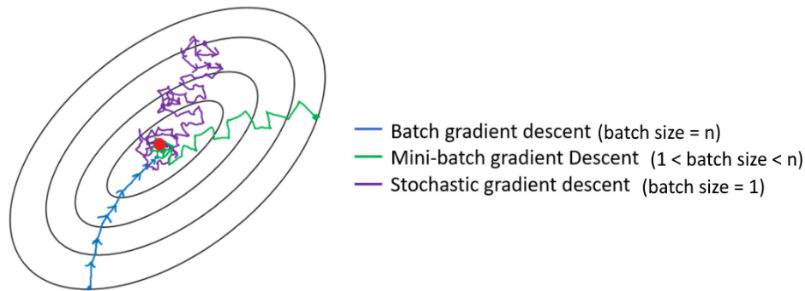 Batch gradient descent (batch size = n)
Mini-batch gradient Descent (1 < batch size < n)
Stochastic gradient descent (batch size = 1)